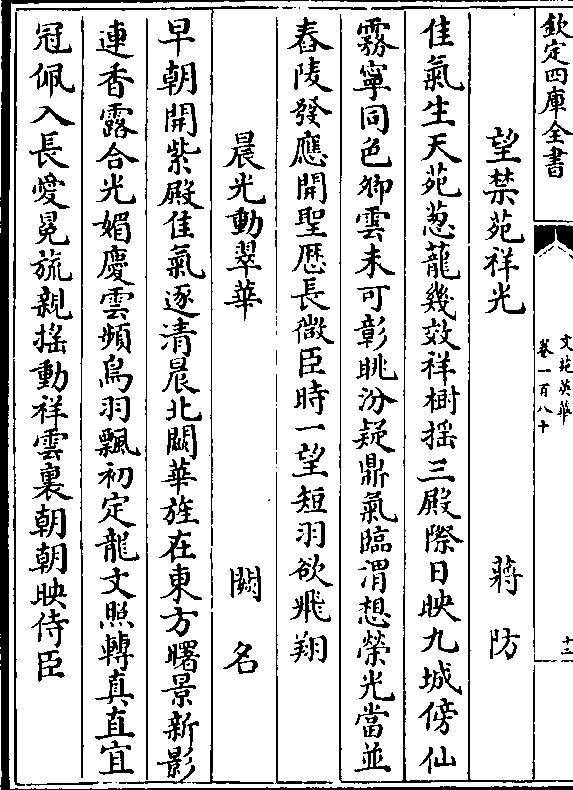 欽定四庫全書
文苑英華
卷一百八十
十三
望禁苑祥光 蔣防
佳氣生天苑葱蘢幾效祥樹揺三殿際日映九城傍仙
霧寧同色卿雲未可彰眺汾疑鼎氣臨渭想榮光當並
舂陵發應開聖歴長微臣時一望短羽欲飛翔
晨光動翠華 闕名
早朝開紫殿佳氣逐清晨北闕華旌在東方曙景新影
連香露合光媚慶雲頻鳥羽飄初定龍文照轉真直宜
冠佩入長愛冕旒親揺動祥雲裏朝朝映侍臣